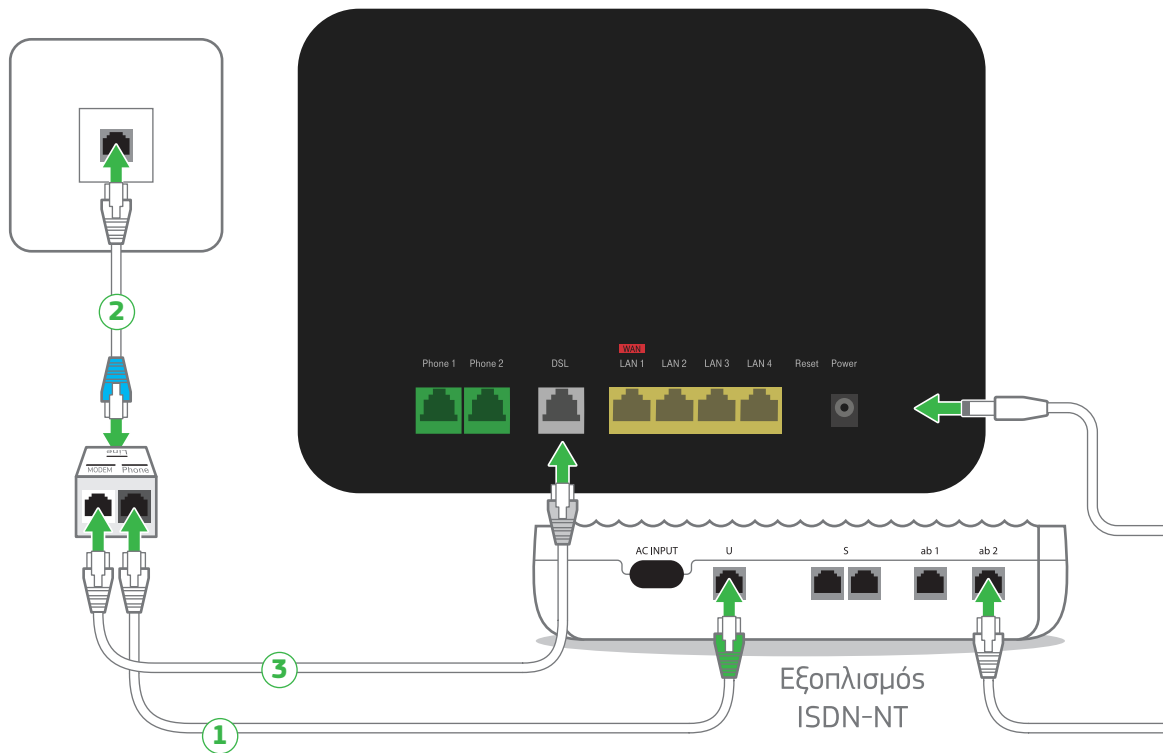 2
WAN
Phone 1 Phone 2 DSL LAN 1 LAN 2 LAN 3 LAN 4 Reset Power
Line
MODEM Phone
AC INPUT U S ab 1 ab 2
3
Εξοπλισμός
ISDN-NT
1